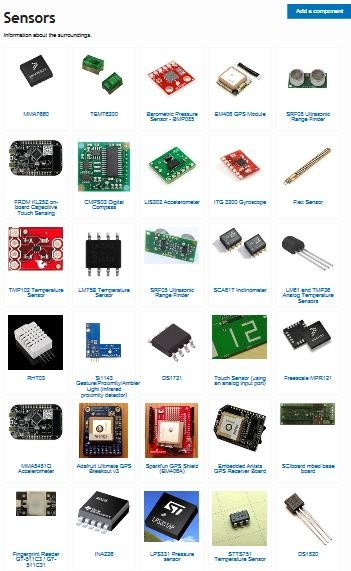 Sensors
Add a component
Information about the surroundings.
MMA7660
TEMT6200
Barometric Pressure
Sensor - BMP085
EM406 GPS Module
SRF08 Ultrasonic
Range Finder
FRDM KL25Z on-
board Capacitive
Touch Sensing
CMPS03 Digital
Compass
LIS302 Accelerometer
ITG 3200 Gyroscope
Flex Sensor
TMP102 Temperature
Sensor
LM75B Temperature
Sensor
SRF05 Ultrasonic
Range Finder
SCA61T Inclinometer
LM61 and TMP36
Analog Temperature
Sensors
RHT03
Si1143
Gesture/Proximity/Ambient
Light (infrared
proximity detector)
DS1721
12
Touch Sensor (using
an analog input port)
Freescale MPR121
MMA8451Q
Accelerometer
Adafruit Ultimate GPS
Breakout v3
SparkFun GPS Shield
(EM406A)
Embedded Artists
GPS Receiver Board
SCIboard mbed base
board
Fingerprint Reader
GT-511C3 / GT-
511C31
INA226
ST
LPS331AP
LPS331 Pressure
sensor
STTS751
Temperature Sensor
DS1820